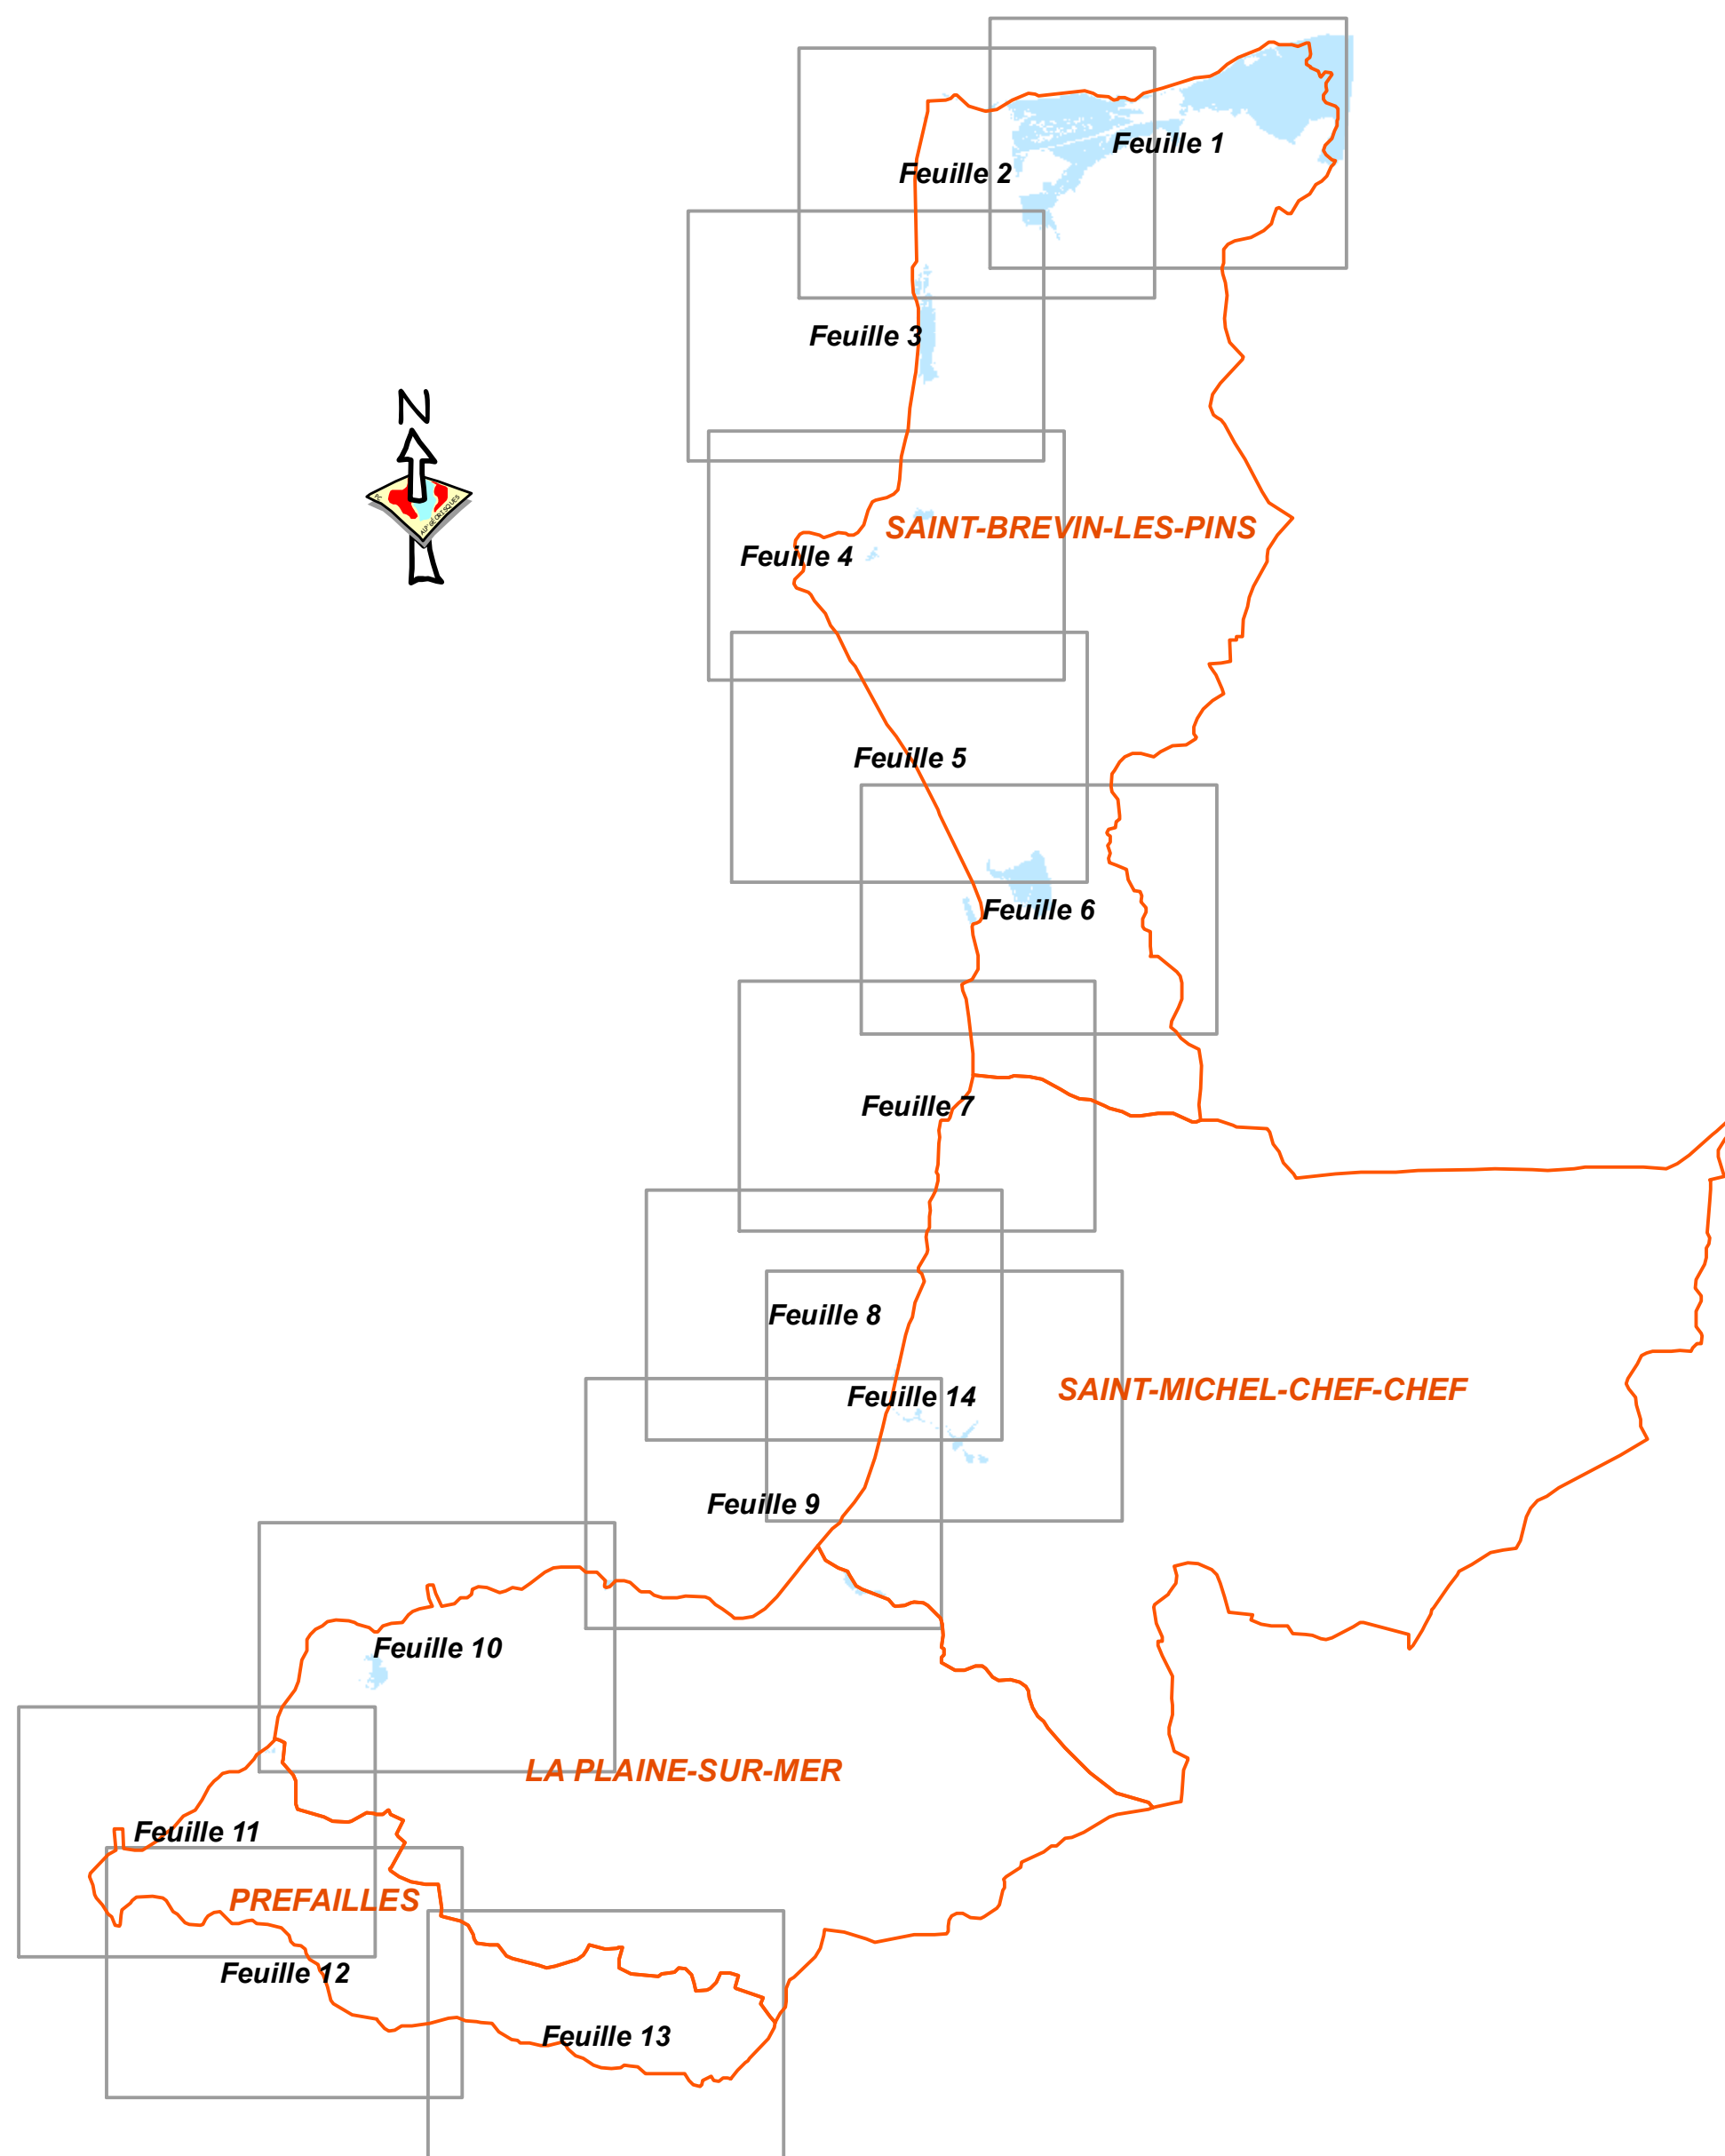 Feuille 1
Feuille 2
Feuille 3
N
ALP'GEORISQUES
SAINT-BREVIN-LES-PINS
Feuille 4
Feuille 5
Feuille 6
Feuille 7
Feuille 8
SAINT-MICHEL-CHEF-CHEF
Feuille 14
Feuille 9
Feuille 10
LA PLAINE-SUR-MER
Feuille 11
PREFAILLES
Feuille 12
Feuille 13